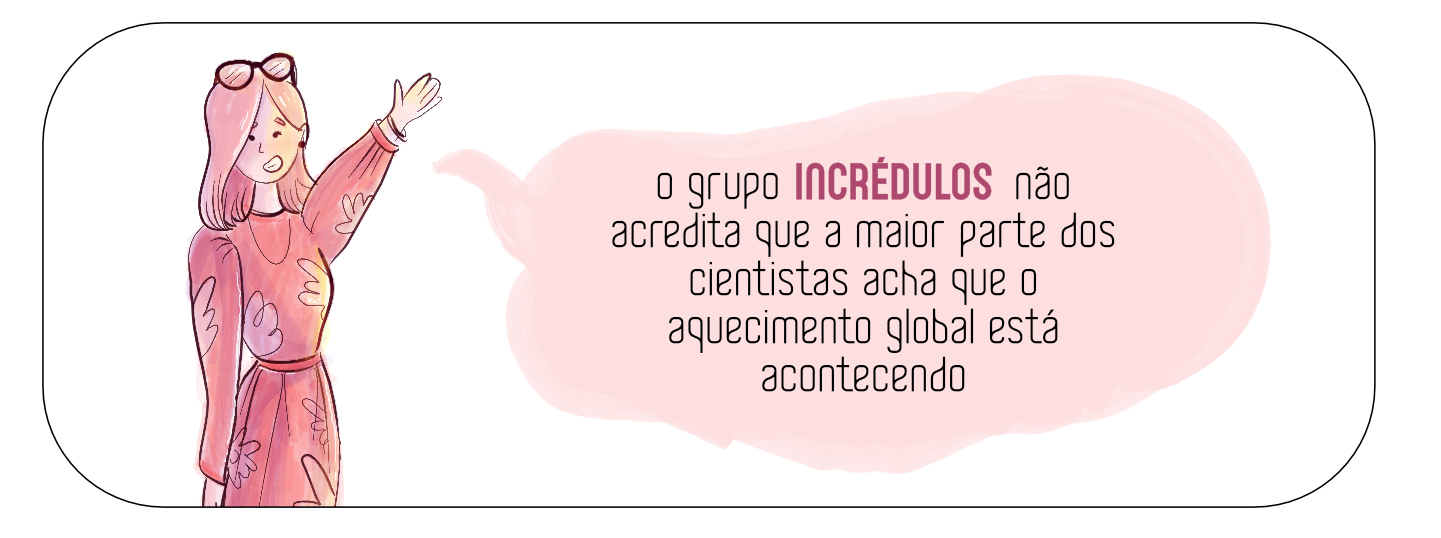 o grupo INCRÉDULOS não
acredita que a maior parte dos
cientistas acha que o
aquecimento global está
acontecendo